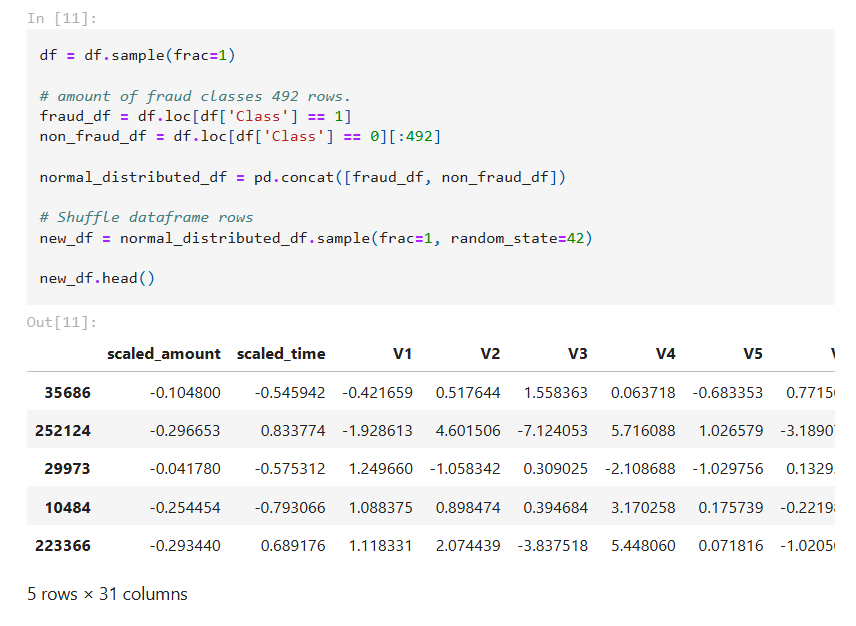 In [11]:
df = df.sample(frac=1)
# amount of fraud classes 492 rows.
fraud_df = df.loc[df['Class'] == 1]
non_fraud_df = df.loc[df['Class'] == 0][:492]
normal_distributed_df = pd.concat([fraud_df, non_fraud_df])
# Shuffle dataframe rows
new_df = normal_distributed_df.sample(frac=1, random_state=42)
new_df.head()
Out[11]:
scaled_amount scaled_time V1 V2 V3 V4 V5
35686 -0.104800 -0.545942 -0.421659 0.517644 1.558363 0.063718 -0.683353 0.7715
252124 -0.296653 0.833774 -1.928613 4.601506 -7.124053 5.716088 1.026579 -3.1890
29973 -0.041780 -0.575312 1.249660 -1.058342 0.309025 -2.108688 -1.029756 0.1329
10484 -0.254454 -0.793066 1.088375 0.898474 0.394684 3.170258 0.175739 -0.2219
223366 -0.293440 0.689176 1.118331 2.074439 -3.837518 5.448060 0.071816 -1.0205
5 rows × 31 columns